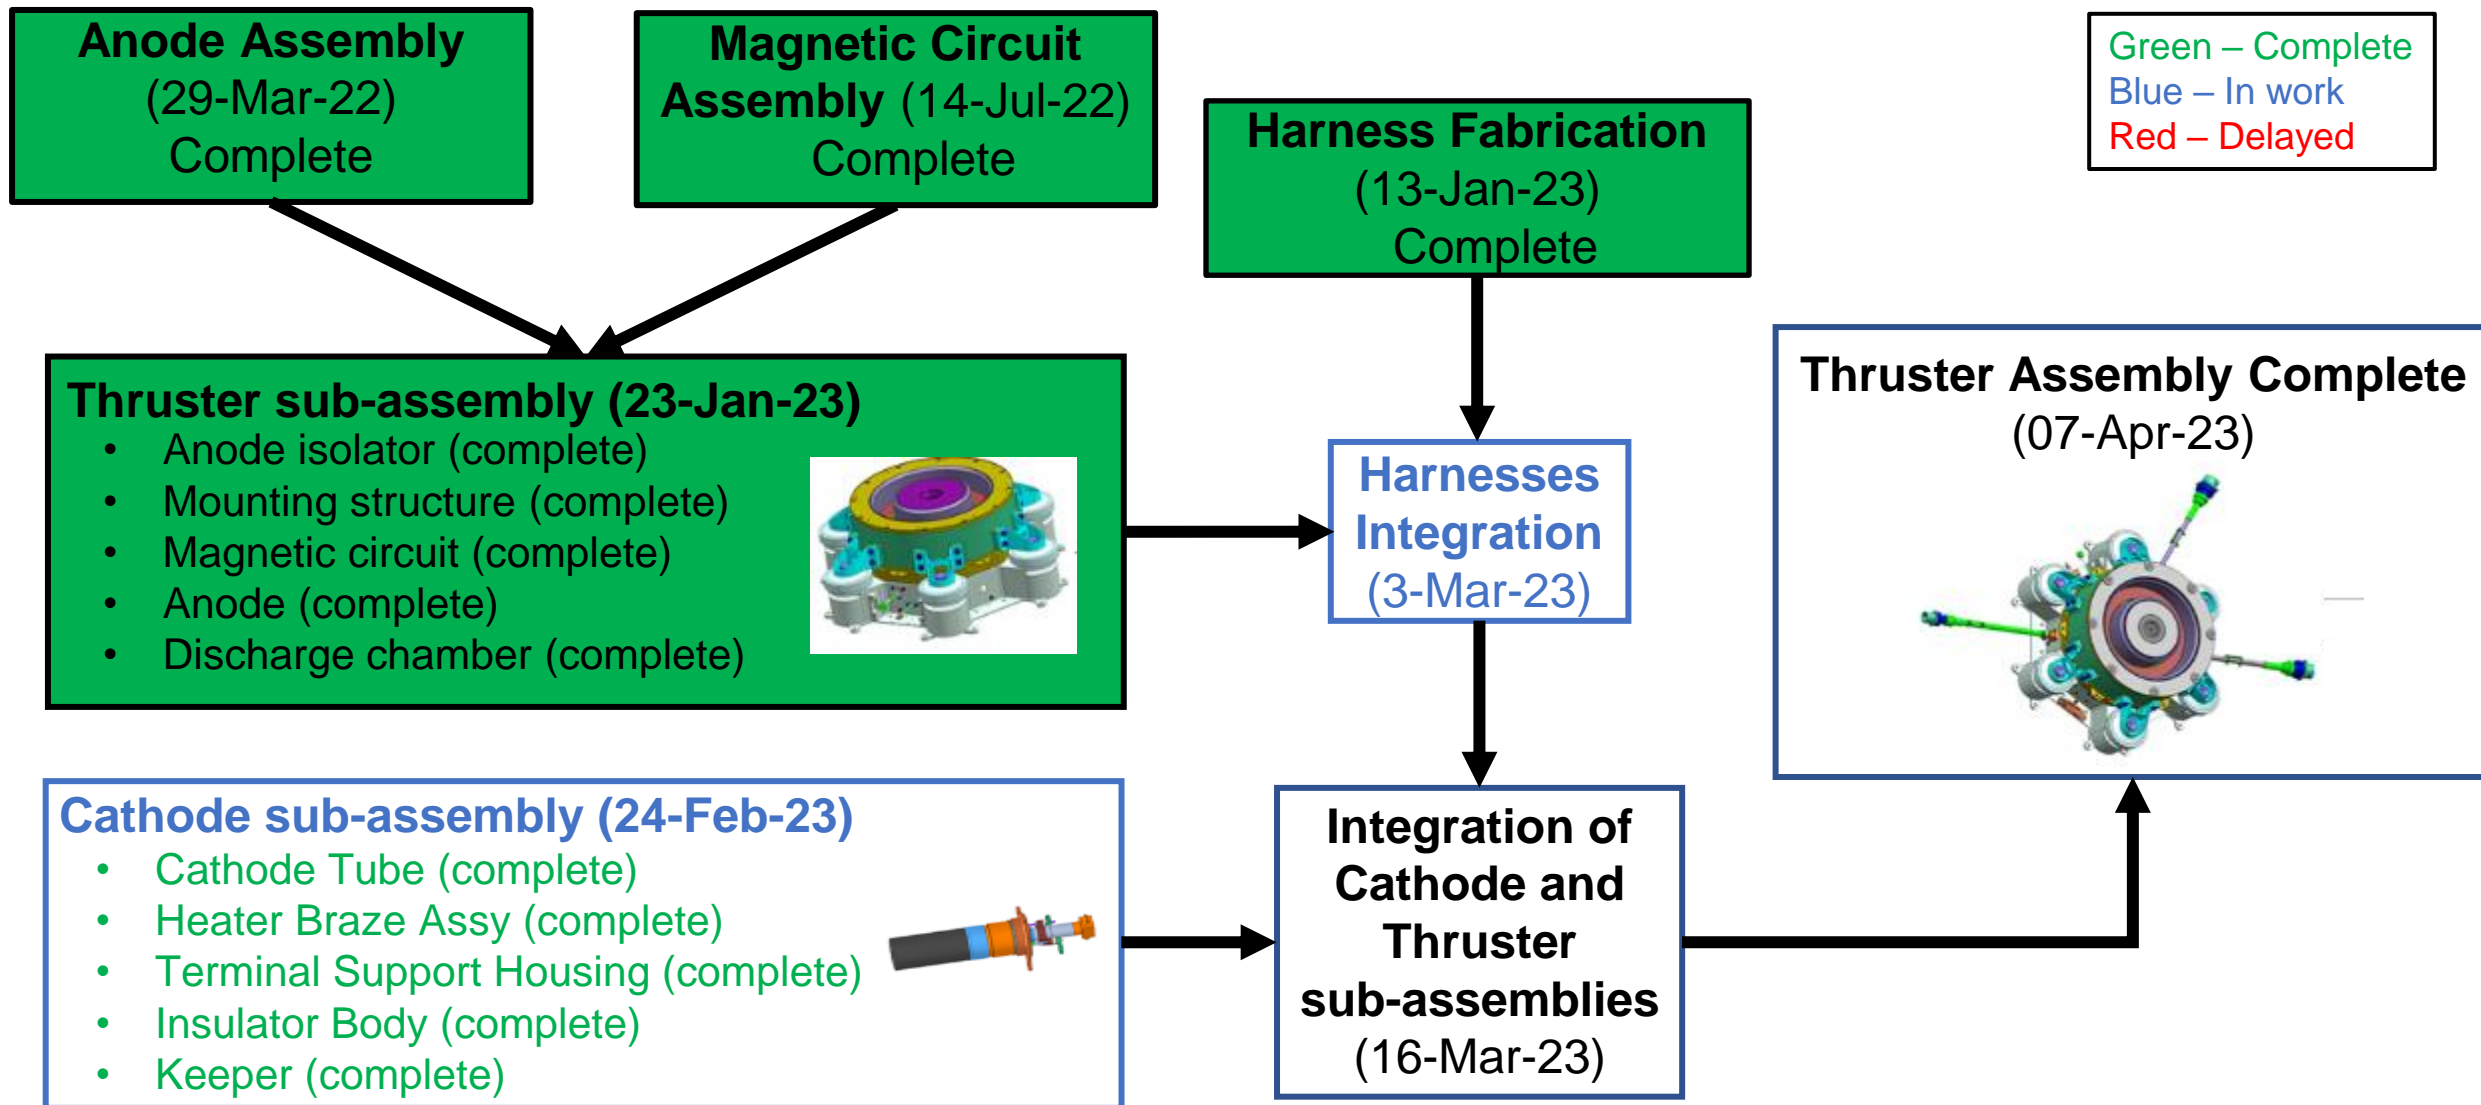 Anode Assembly
(29-Mar-22)
Complete
Magnetic Circuit
Assembly (14-Jul-22)
Complete
Harness Fabrication
(13-Jan-23)
Complete
Green – Complete
Blue – In work
Red – Delayed
Thruster sub-assembly (23-Jan-23)
• Anode isolator (complete)
• Mounting structure (complete)
• Magnetic circuit (complete)
• Anode (complete)
• Discharge chamber (complete)
Harnesses
Integration
(3-Mar-23)
Thruster Assembly Complete
(07-Apr-23)
Cathode sub-assembly (24-Feb-23)
• Cathode Tube (complete)
• Heater Braze Assy (complete)
• Terminal Support Housing (complete)
• Insulator Body (complete)
• Keeper (complete)
Integration of
Cathode and
Thruster
sub-assemblies
(16-Mar-23)